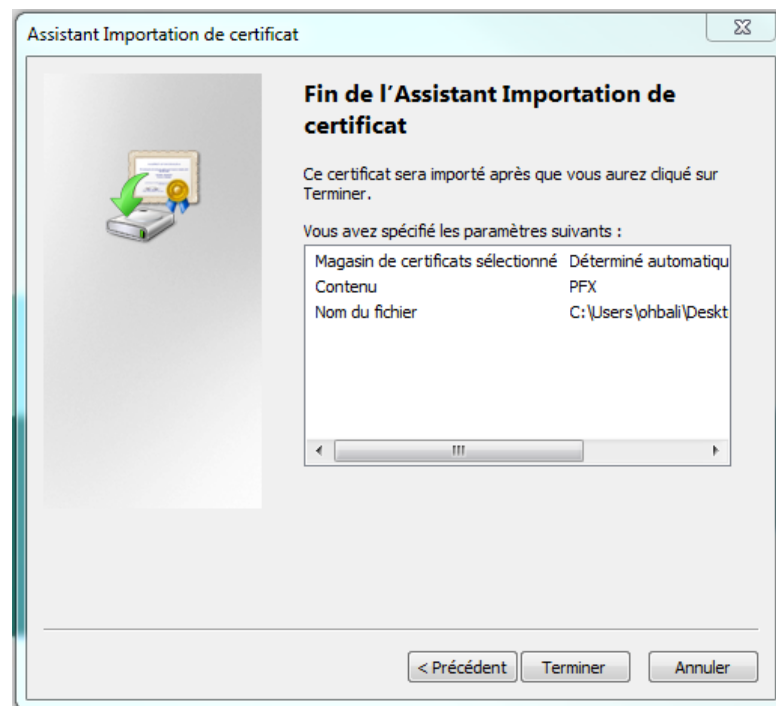 Assistant Importation de certificat
Fin de l'Assistant Importation de
certificat
Ce certificat sera importé après que vous aurez cliqué sur
Terminer.
Vous avez spécifié les paramètres suivants :
Magasin de certificats sélectionné Déterminé automatiqu
Contenu PFX
Nom du fichier C:\Users\ohbali\Deskt
< Précédent Terminer Annuler